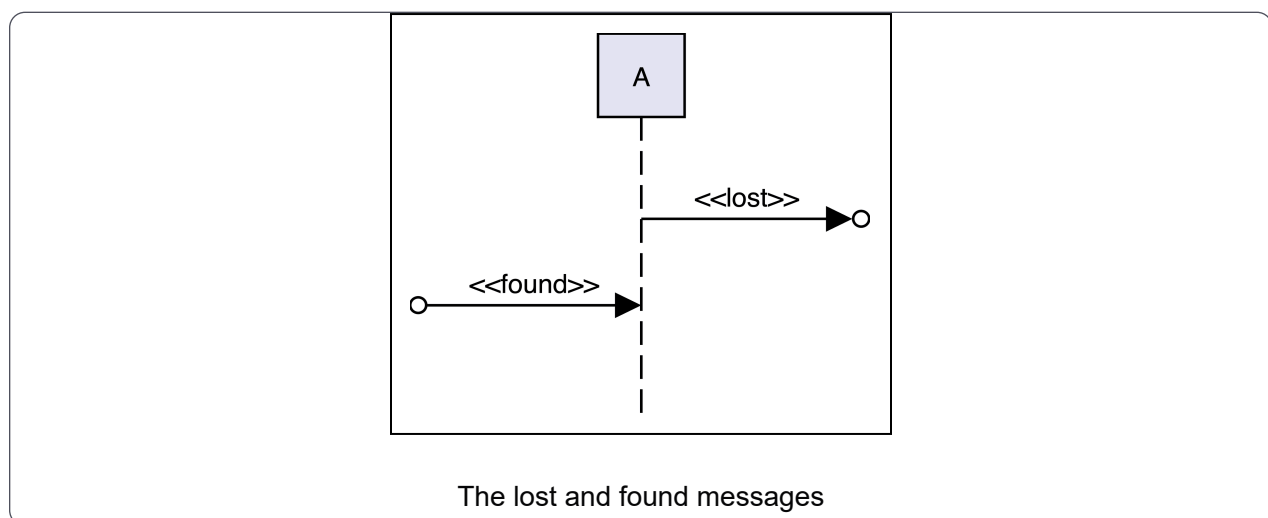 A
<<lost>>
<<found>>
The lost and found messages